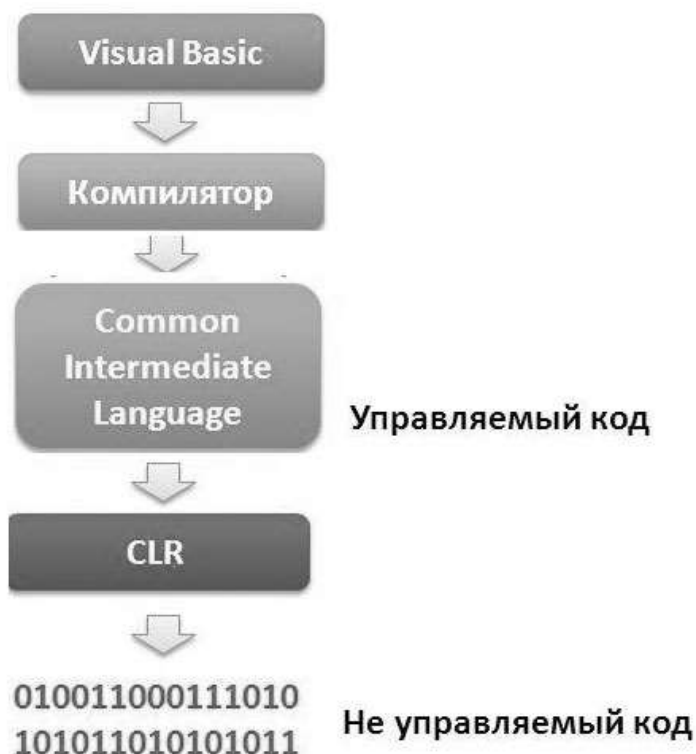 Visual Basic
Компилятор
Common
Intermediate
Language
Управляемый код
CLR
010011000111010
101011010101011
Не управляемый код